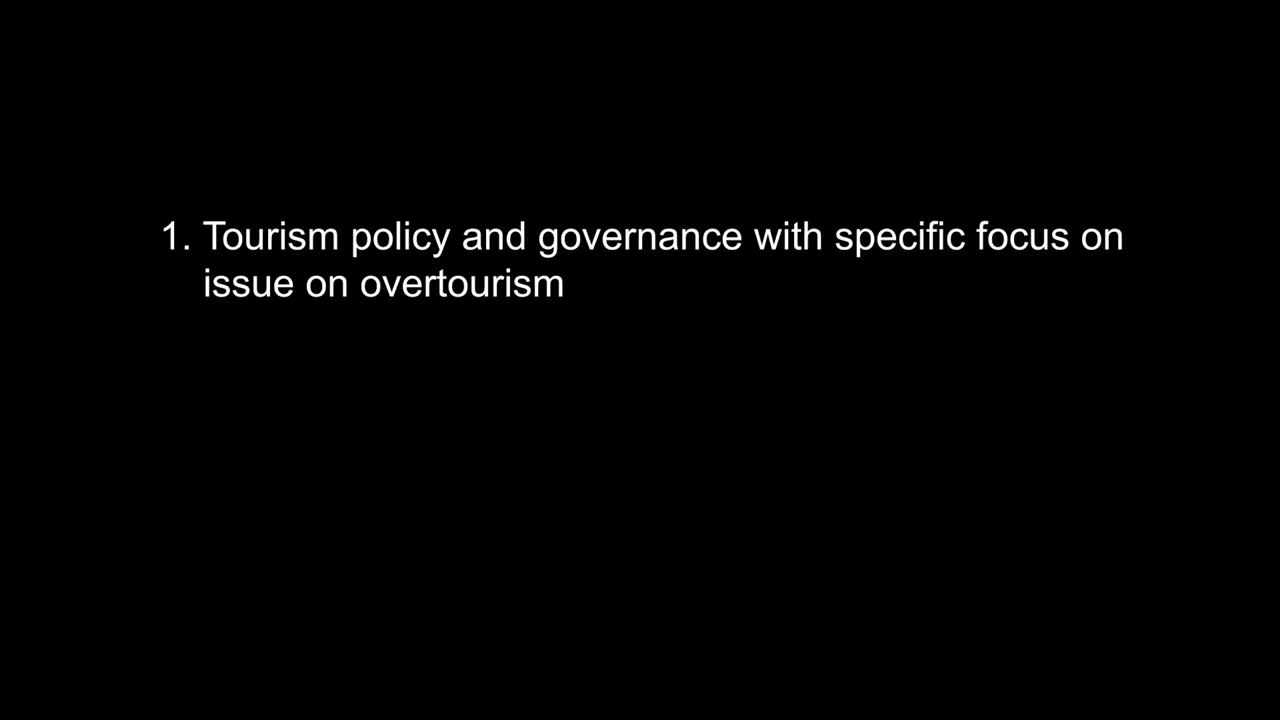 1. Tourism policy and governance with specific focus on
issue on overtourism